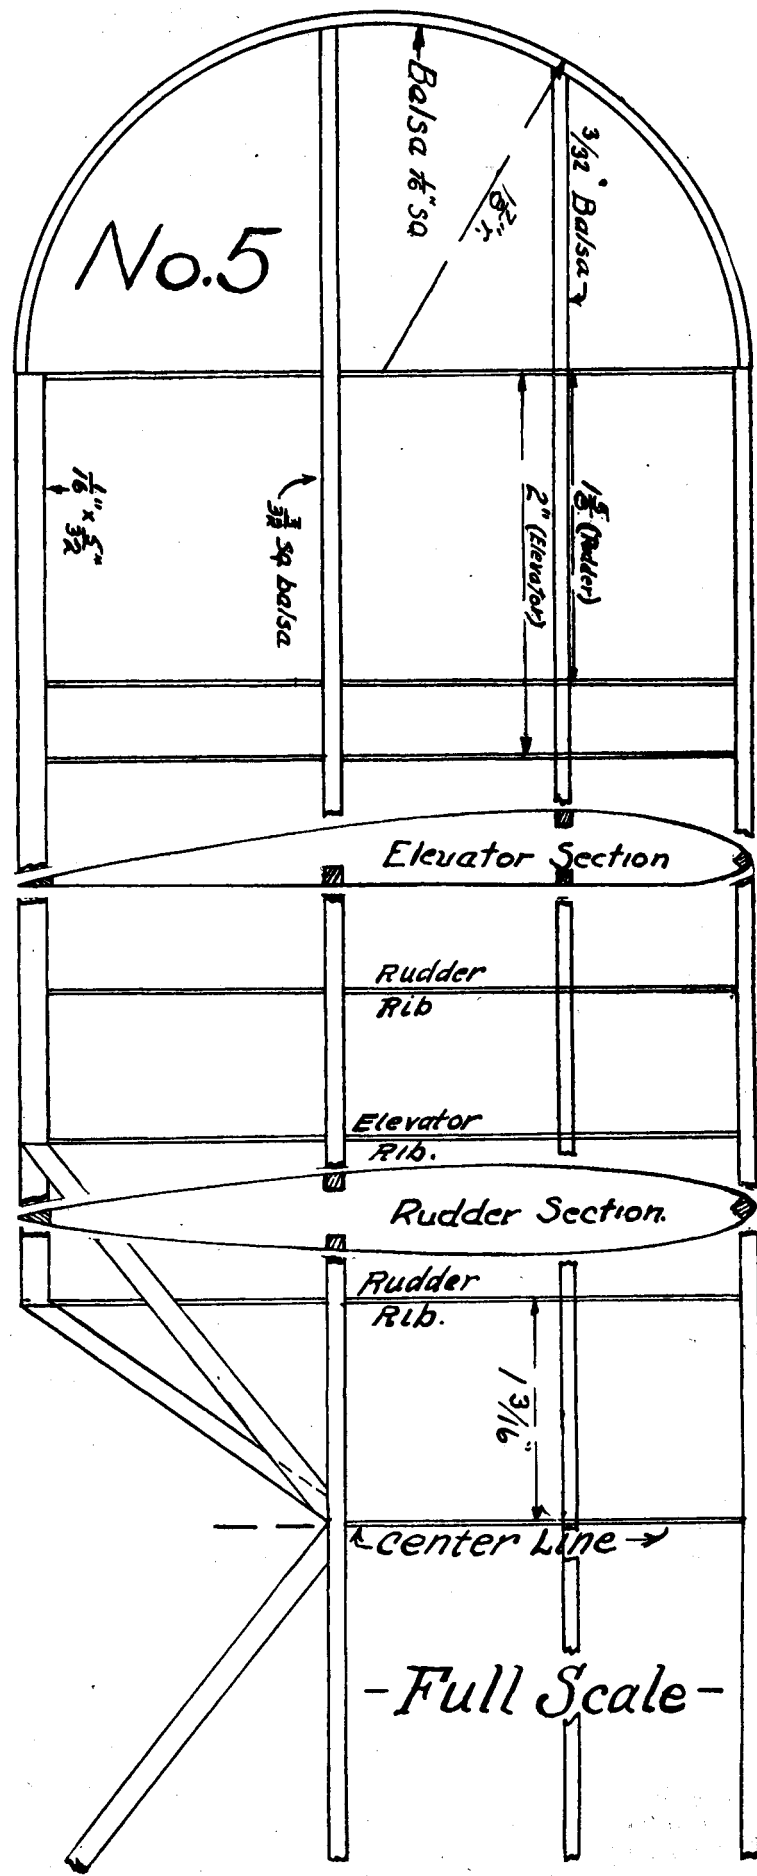 No.5
Balsa 1/16" SQ
1 7/8" r.
3/32" Balsa
1/16" x 5/32"
3/32 sq balsa
2" (Elevator)
1 5/8 (Rudder)
Elevator Section
Rudder
Rib
Elevator
Rib.
Rudder Section.
Rudder
Rib.
1 3/16"
Center Line
-Full Scale-